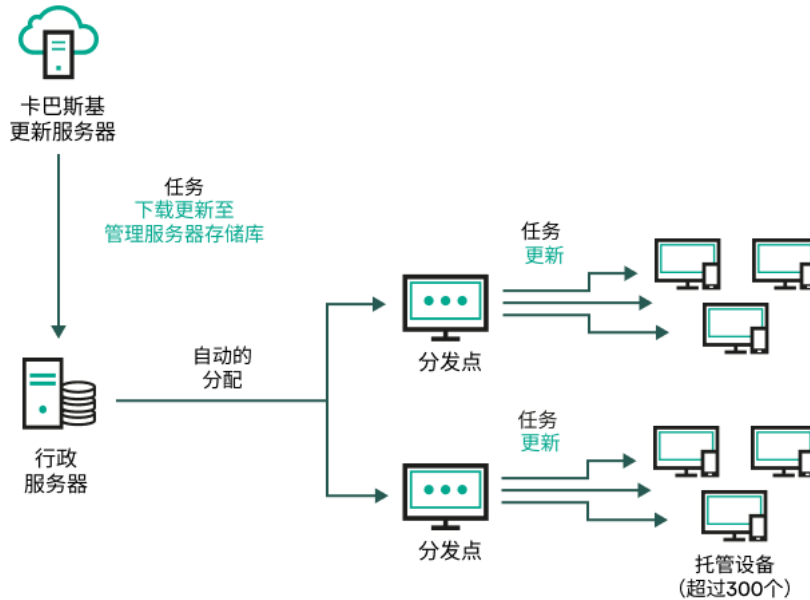 卡巴斯基
更新服务器
任务
下载更新至
管理服务器存储库
行政
服务器
自动的
分配
分发点
任务
更新
分发点
任务
更新
托管设备
（超过300个）